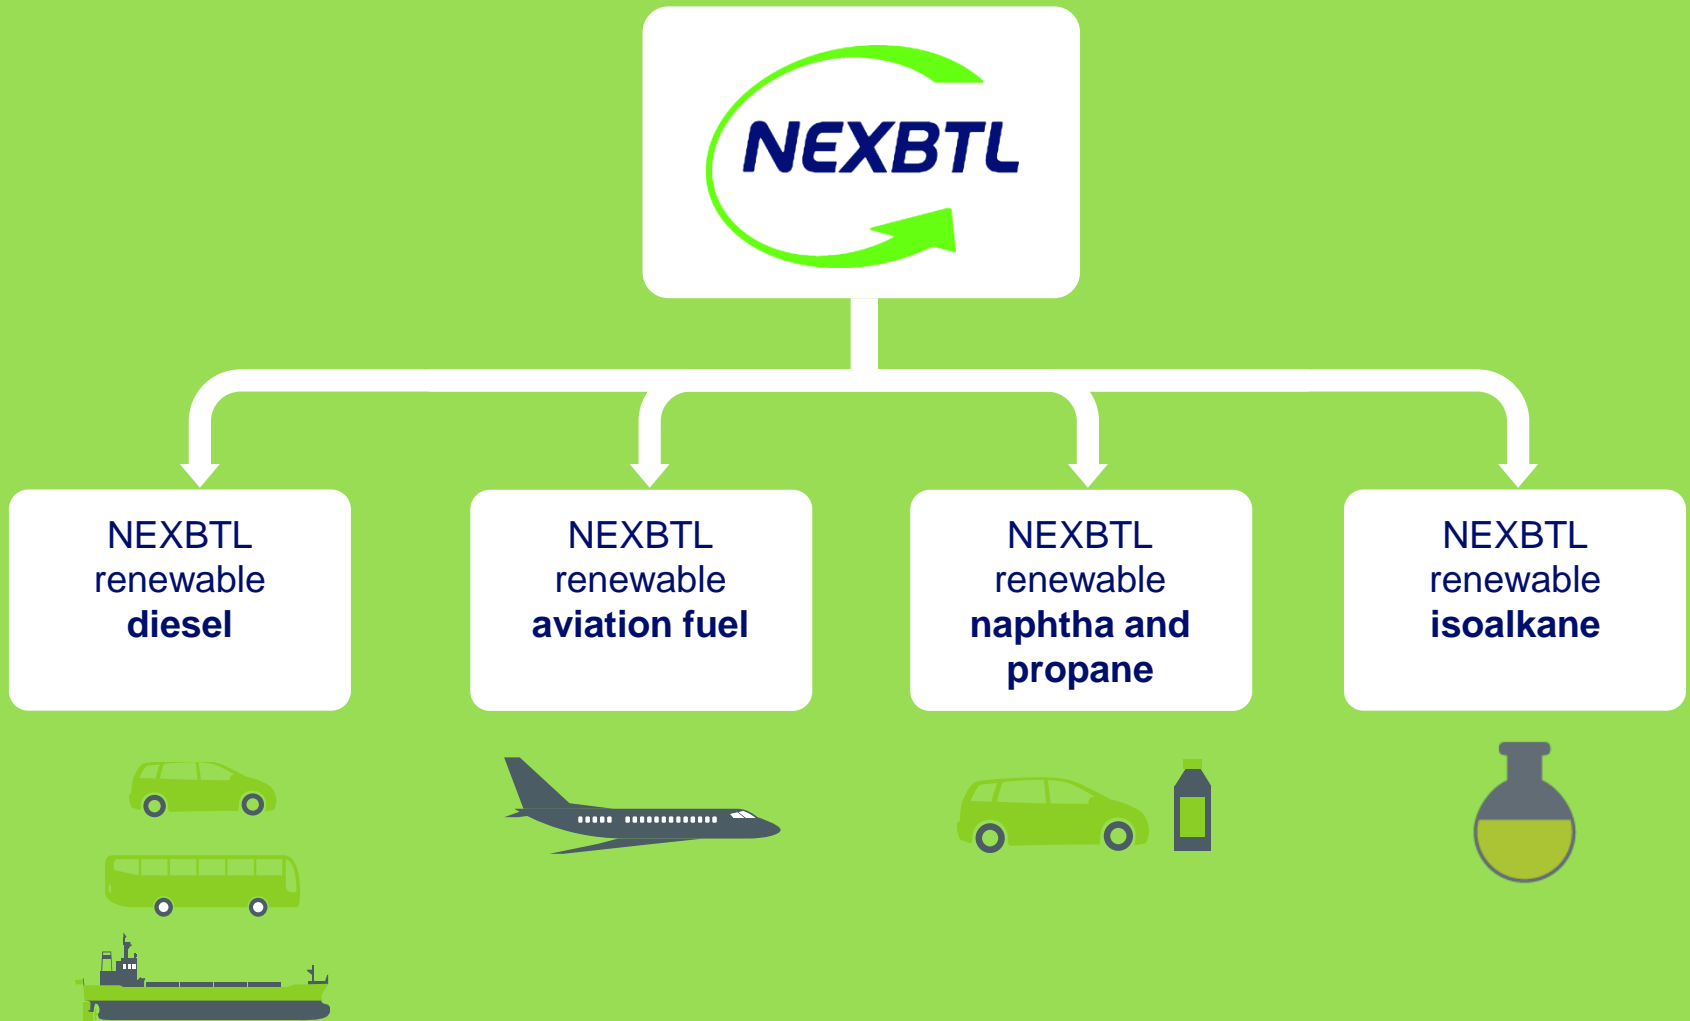 NEXBTL
NEXBTL
renewable
diesel
NEXBTL
renewable
aviation fuel
NEXBTL
renewable
naphtha and
propane
NEXBTL
renewable
isoalkane